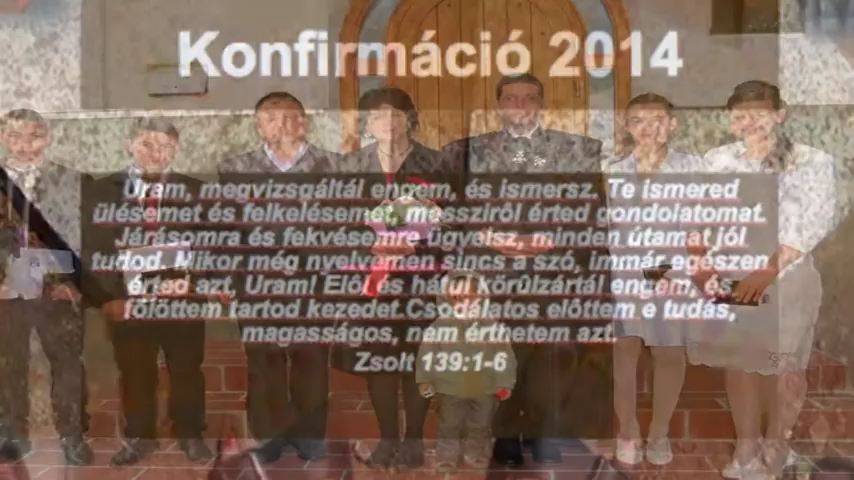 Konfirmáció 2014
Uram, megvizsgáltál engem, és ismersz. Te ismered
ülésemet és felkelésemet, messziről érted gondolatomat.
Járásomra és fekvésemre ügyelsz, minden útamat jól
tudod. Mikor még nyelvemen sincs a szó, immár egészen
érted azt, Uram! Elől és hátul körülzártál engem, és
fölöttem tartod kezedet.Csodálatos előttem e tudás,
magasságos, nem érthetem azt.
Zsolt 139:1-6